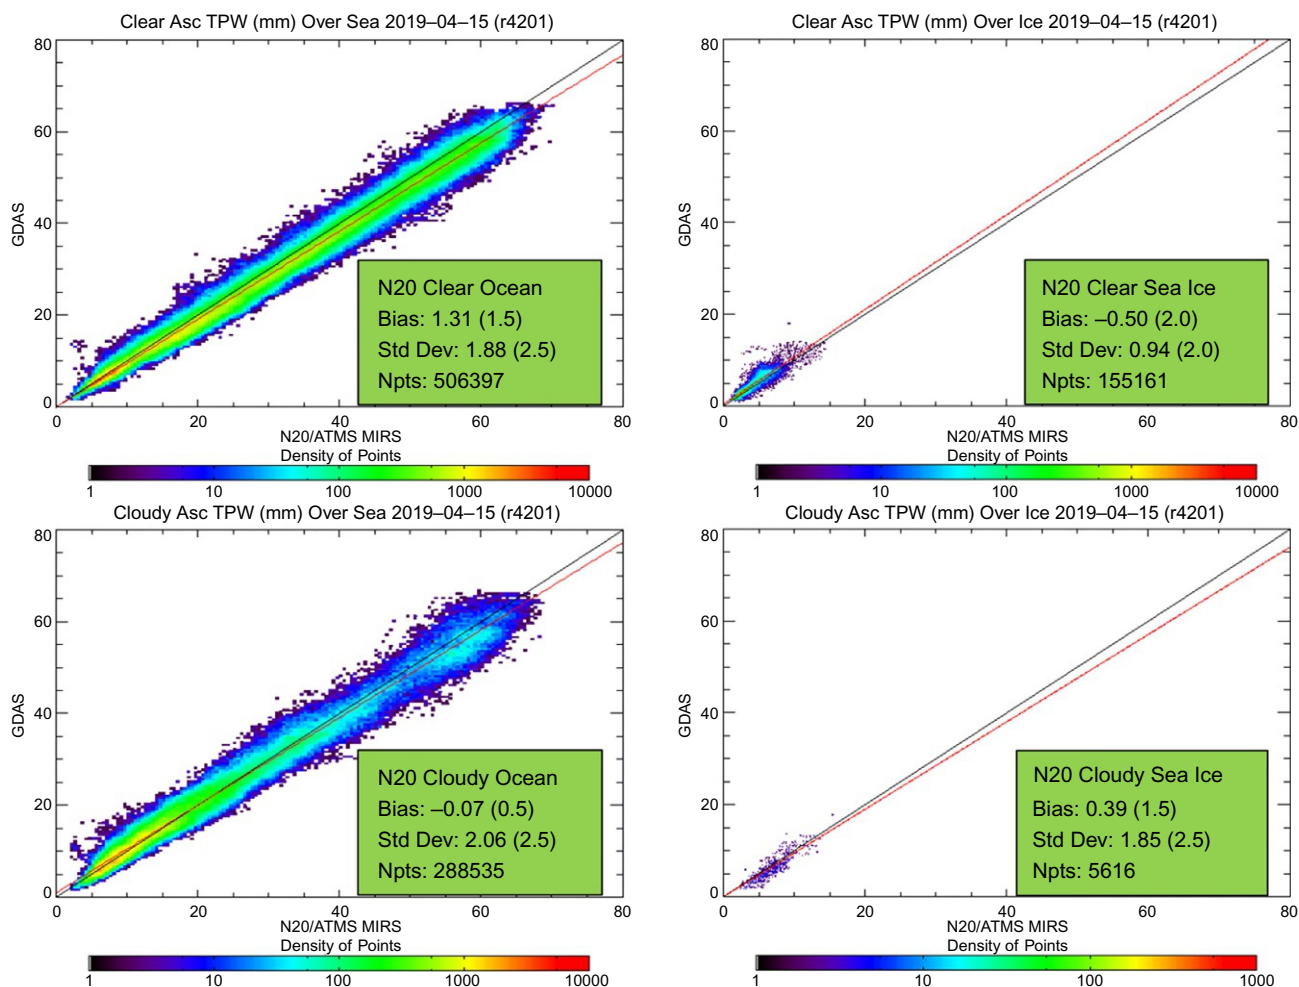 Clear Asc TPW (mm) Over Sea 2019–04–15 (r4201)
80
60
40
20
0
GDAS
N20 Clear Ocean
Bias: 1.31 (1.5)
Std Dev: 1.88 (2.5)
Npts: 506397
0 20 40 60 80
N20/ATMS MIRS
Density of Points
1 10 100 1000 10000
Clear Asc TPW (mm) Over Ice 2019–04–15 (r4201)
80
60
40
20
0
GDAS
N20 Clear Sea Ice
Bias: –0.50 (2.0)
Std Dev: 0.94 (2.0)
Npts: 155161
0 20 40 60 80
N20/ATMS MIRS
Density of Points
1 10 100 1000 10000
Cloudy Asc TPW (mm) Over Sea 2019–04–15 (r4201)
80
60
40
20
0
GDAS
N20 Cloudy Ocean
Bias: –0.07 (0.5)
Std Dev: 2.06 (2.5)
Npts: 288535
0 20 40 60 80
N20/ATMS MIRS
Density of Points
1 10 100 1000 10000
Cloudy Asc TPW (mm) Over Ice 2019–04–15 (r4201)
80
60
40
20
0
GDAS
N20 Cloudy Sea Ice
Bias: 0.39 (1.5)
Std Dev: 1.85 (2.5)
Npts: 5616
0 20 40 60 80
N20/ATMS MIRS
Density of Points
1 10 100 1000